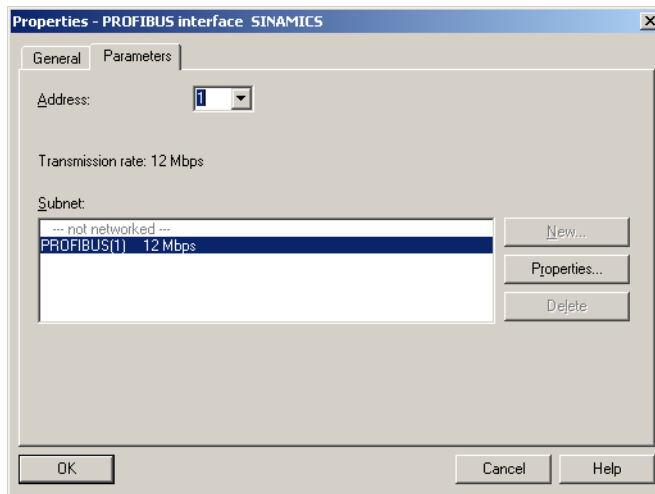 Properties - PROFIBUS interface SINAMICS
General Parameters
Address: 1
Transmission rate: 12 Mbps
Subnet:
--- not networked ---
PROFIBUS(1) 12 Mbps
New...
Properties...
Delete
OK Cancel Help